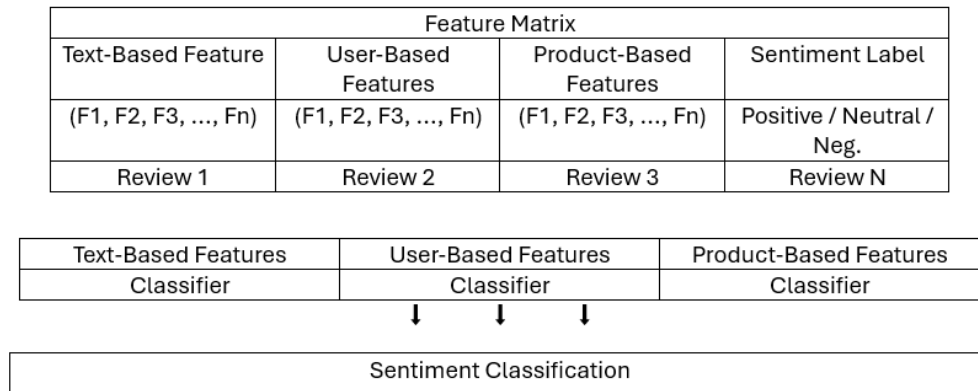 Feature Matrix
Text-Based Feature User-Based Features Product-Based Features Sentiment Label
(F1, F2, F3, ..., Fn) (F1, F2, F3, ..., Fn) (F1, F2, F3, ..., Fn) Positive / Neutral / Neg.
Review 1 Review 2 Review 3 Review N
Text-Based Features User-Based Features Product-Based Features
Classifier Classifier Classifier
Sentiment Classification